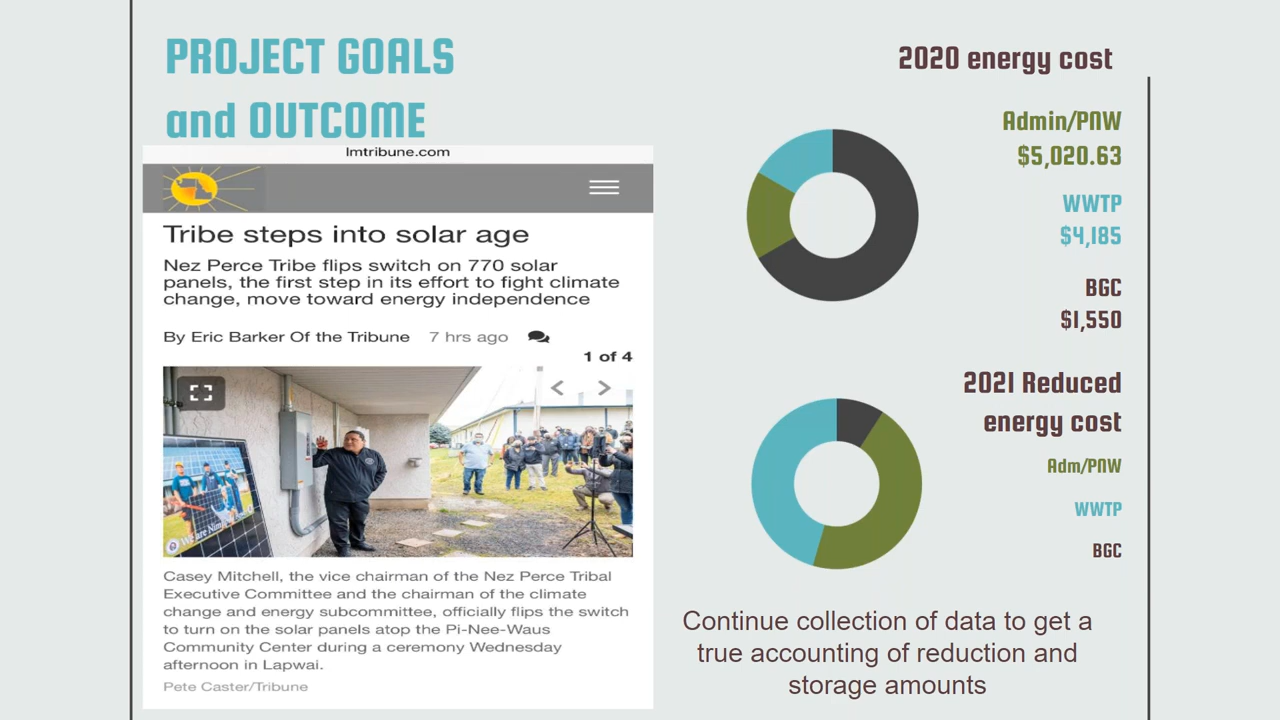 PROJECT GOALS
and OUTCOME
lmtribune.com
Tribe steps into solar age
Nez Perce Tribe flips switch on 770 solar
panels, the first step in its effort to fight climate
change, move toward energy independence
By Eric Barker Of the Tribune 7 hrs ago
1 of 4
Casey Mitchell, the vice chairman of the Nez Perce Tribal
Executive Committee and the chairman of the climate
change and energy subcommittee, officially flips the switch
to turn on the solar panels atop the Pi-Nee-Waus
Community Center during a ceremony Wednesday
afternoon in Lapwai.
Pete Caster/Tribune
2020 energy cost
Admin/PNW
$5,020.63
WWTP
$4,185
BGC
$1,550
2021 Reduced
energy cost
Adm/PNW
WWTP
BGC
Continue collection of data to get a
true accounting of reduction and
storage amounts